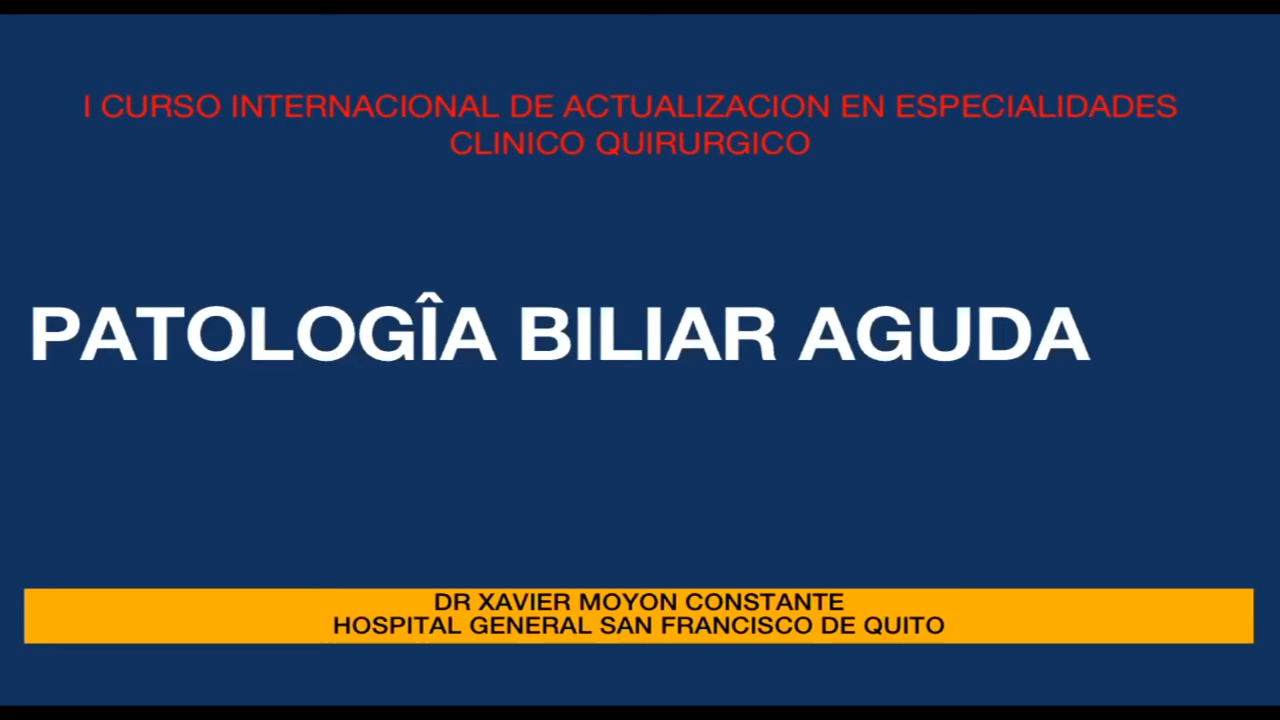 I CURSO INTERNACIONAL DE ACTUALIZACION EN ESPECIALIDADES
CLINICO QUIRURGICO
PATOLOGÎA BILIAR AGUDA
DR XAVIER MOYON CONSTANTE
HOSPITAL GENERAL SAN FRANCISCO DE QUITO